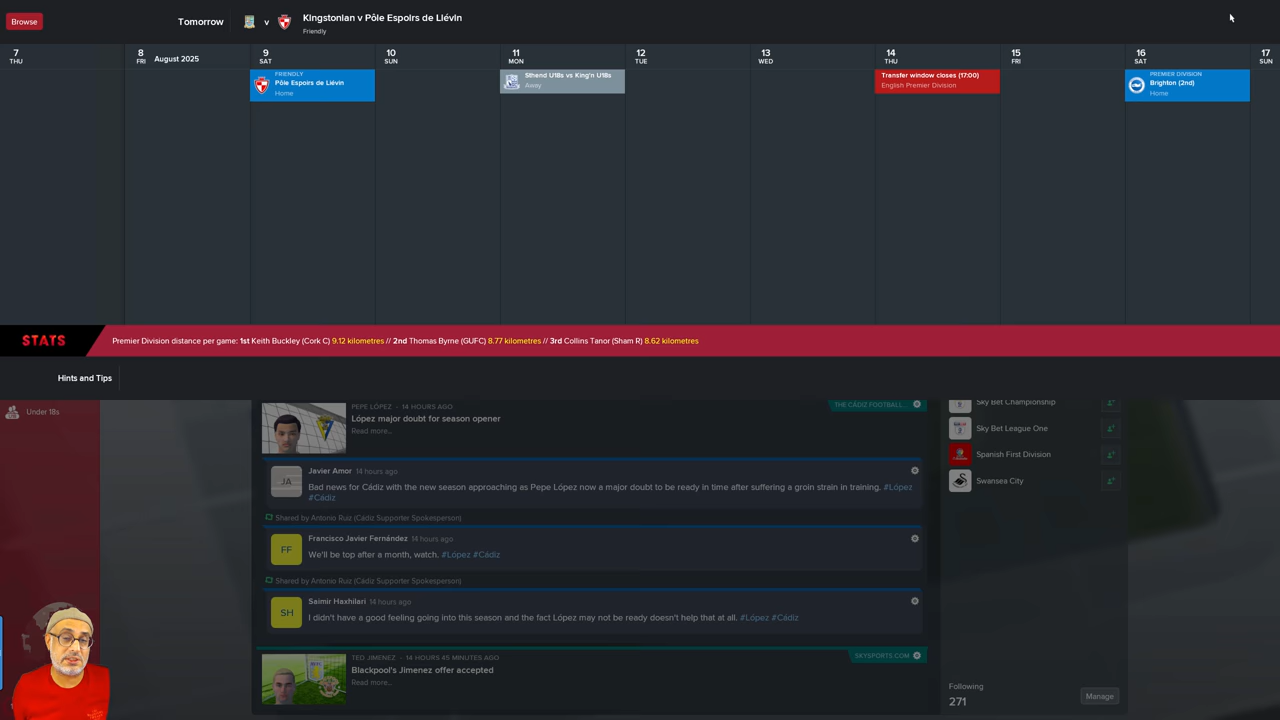 Browse
Tomorrow
v
Kingstonian v Pôle Espoirs de Liévin
Friendly
7
THU
8
FRI
August 2025
9
SAT
10
SUN
11
MON
12
TUE
13
WED
14
THU
15
FRI
16
SAT
17
SUN
FRIENDLY
Pôle Espoirs de Liévin
Home
Sthend U18s vs King'n U18s
Away
Transfer window closes (17:00)
English Premier Division
PREMIER DIVISION
Brighton (2nd)
Home
STATS
Premier Division distance per game: 1st Keith Buckley (Cork C) 9.12 kilometres // 2nd Thomas Byrne (GUFC) 8.77 kilometres // 3rd Collins Tanor (Sham R) 8.62 kilometres
Hints and Tips
Under 18s
PEPE LÓPEZ - 14 HOURS AGO
López major doubt for season opener
Read more...
THE CÁDIZ FOOTBALL...
JA
Javier Amor 14 hours ago
Bad news for Cádiz with the new season approaching as Pepe López now a major doubt to be ready in time after suffering a groin strain in training. #López
#Cádiz
Shared by Antonio Ruiz (Cádiz Supporter Spokesperson)
FF
Francisco Javier Fernández 14 hours ago
We'll be top after a month, watch. #López #Cádiz
Shared by Antonio Ruiz (Cádiz Supporter Spokesperson)
SH
Saimir Haxhilari 14 hours ago
I didn't have a good feeling going into this season and the fact López may not be ready doesn't help that at all. #López #Cádiz
TEO JIMENEZ - 14 HOURS 45 MINUTES AGO
Blackpool's Jimenez offer accepted
Read more...
SKYSPORTS.COM
Sky Bet Championship
Sky Bet League One
Spanish First Division
Swansea City
Following
271
Manage